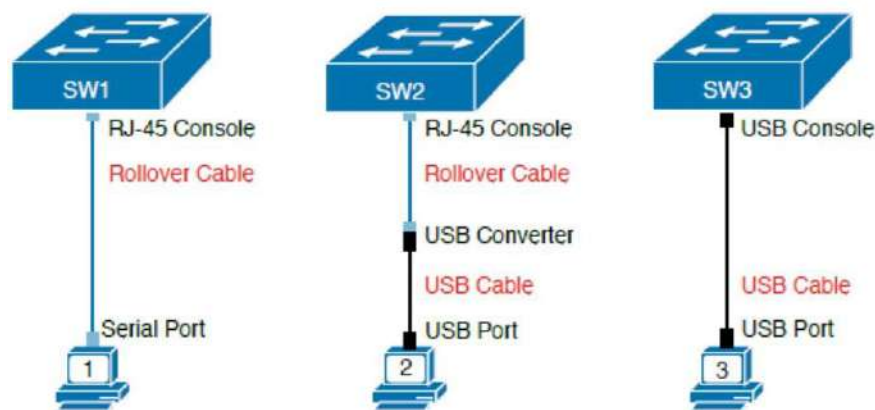 SW1
RJ-45 Console
Rollover Cable
Serial Port
1
SW2
RJ-45 Console
Rollover Cable
USB Converter
USB Cable
USB Port
2
SW3
USB Console
USB Cable
USB Port
3